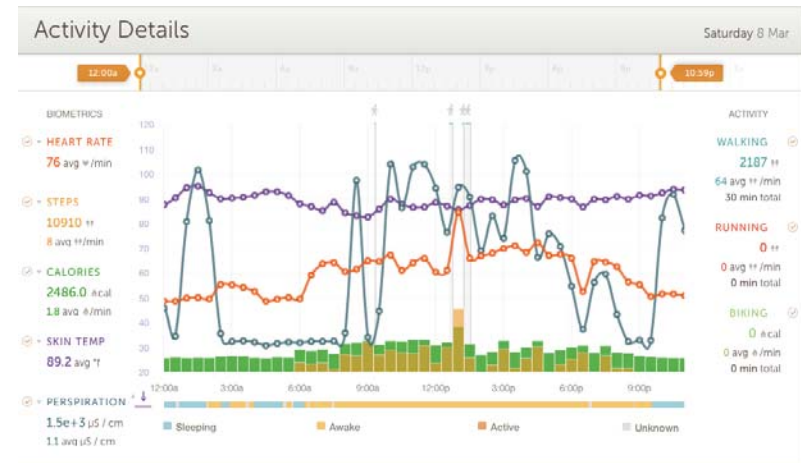 Activity Details
Saturday 8 Mar
12:00a
10:59p
BIOMETRICS
HEART RATE
76 avg /min
STEPS
10910
8 avg /min
CALORIES
2486.0 cal
1.8 avg /min
SKIN TEMP
89.2 avg °f
PERSPIRATION
1.5e+3 µS / cm
1.1 avg µS / cm
120
110
100
90
80
70
60
50
40
30
20
12:00a 3:00a 6:00a 9:00a 12:00p 3:00p 6:00p 9:00p
Sleeping Awake Active Unknown
ACTIVITY
WALKING
2187
64 avg /min
30 min total
RUNNING
0
0 avg /min
0 min total
BIKING
0 cal
0 avg /min
0 min total